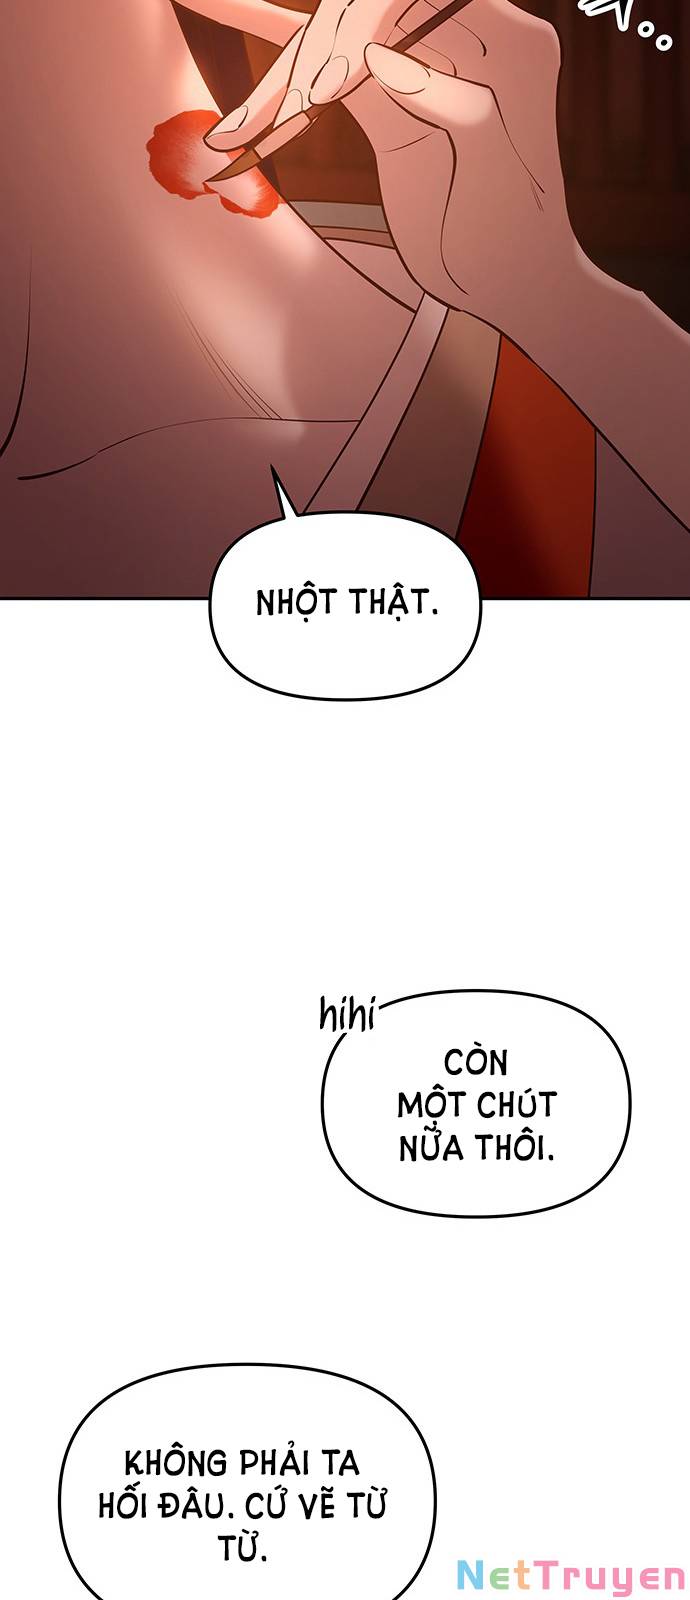 NHỘT THẬT.
hihi
CÒN
MỘT CHÚT
NỮA THÔI.
KHÔNG PHẢI TA
HỐI ĐÂU. CỨ VẼ TỪ
TỪ.
NetTruyen